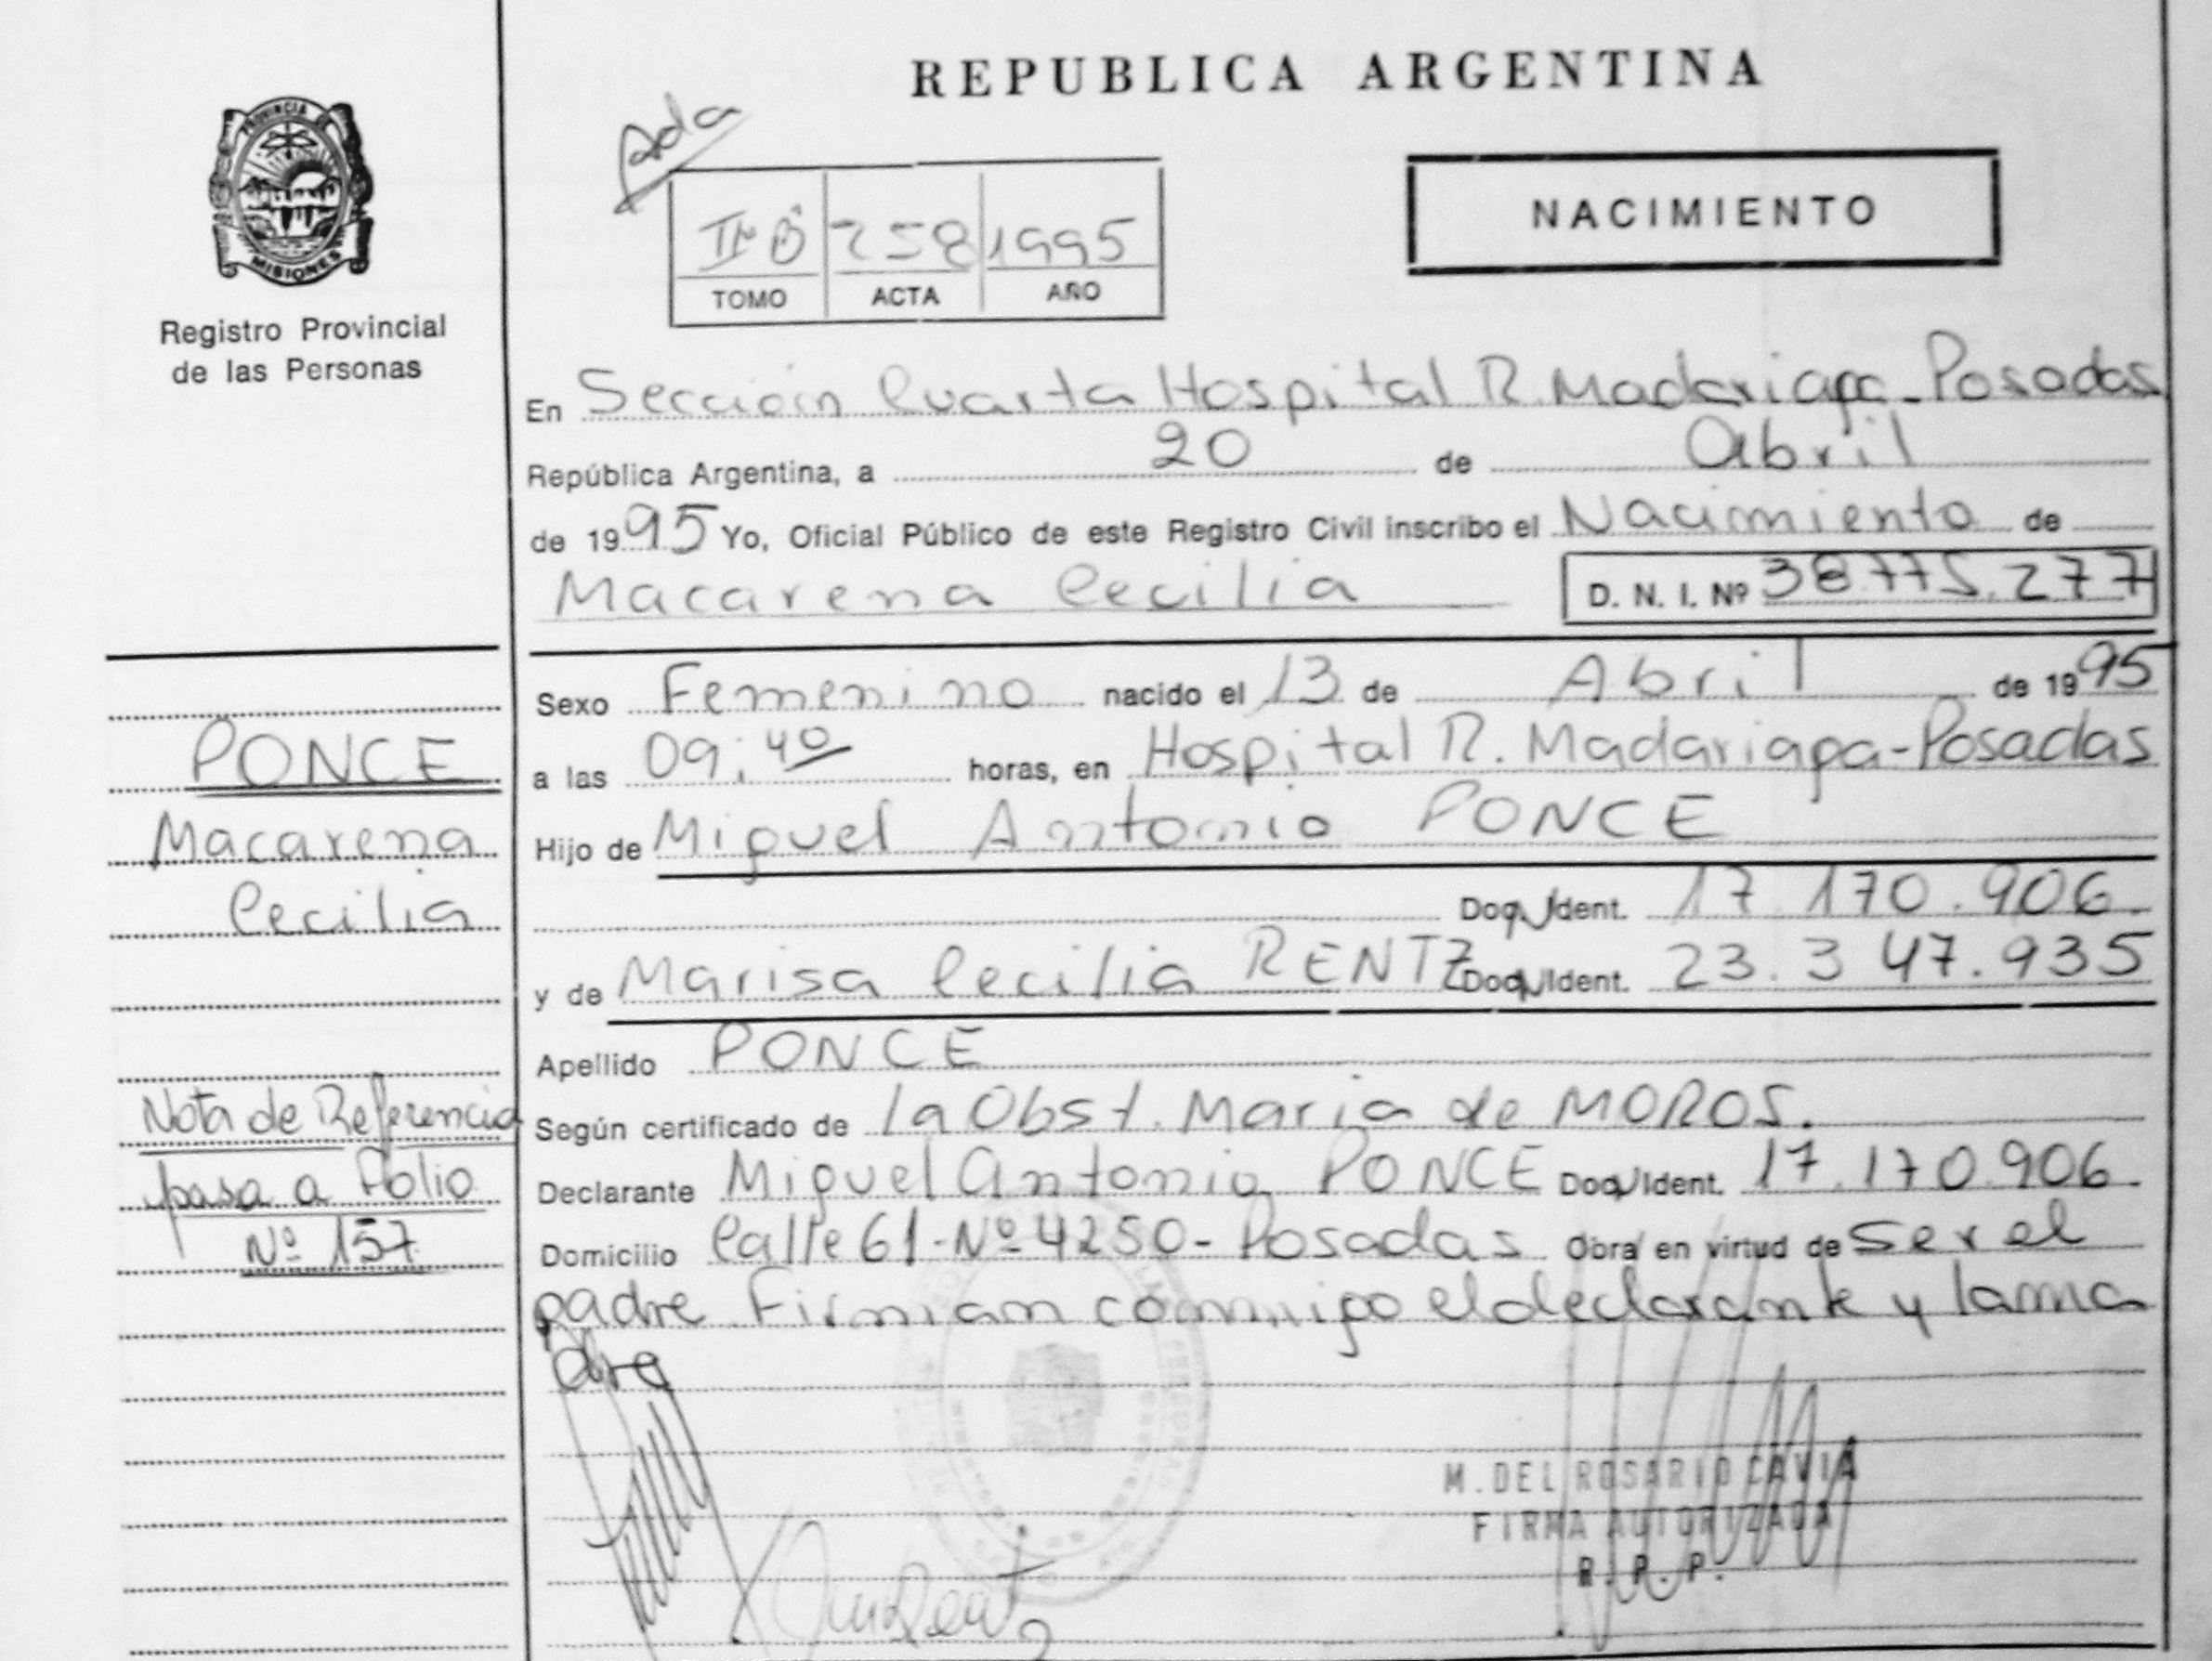 REPUBLICA ARGENTINA
PROVINCIA DE
MISIONES
Registro Provincial
de las Personas
Ada
NACIMIENTO
258 1995
TOMO ACTA AÑO
En Sección Cuarta Hospital R. Madariaga - Posadas
República Argentina, a 20 de Abril
de 1995 Yo, Oficial Público de este Registro Civil inscribo el Nacimiento de
Macarena Cecilia D. N. I. Nº 38.775.277
Sexo Femenino nacido el 13 de Abril de 1995
a las 09:40 horas, en Hospital R. Madariaga-Posadas
Hijo de Miguel Antonio PONCE
Doc. Ident. 17.170.906.
y de Marisa Cecilia RENTZ Doc. Ident. 23.347.935
Apellido PONCE
Según certificado de la Obst. Maria de MOROS.
Declarante Miguel Antonio PONCE Doc. Ident. 17.170.906.
Domicilio Calle 61-Nº 4250-Posadas Obra en virtud de ser el
padre Firman conmigo el declarante y la ma
dre
PONCE
Macarena
Cecilia
Nota de Referencia
pasa a Folio
Nº 157
M. DEL ROSARIO CAVIA
FIRMA AUTORIZADA
R. P. P.